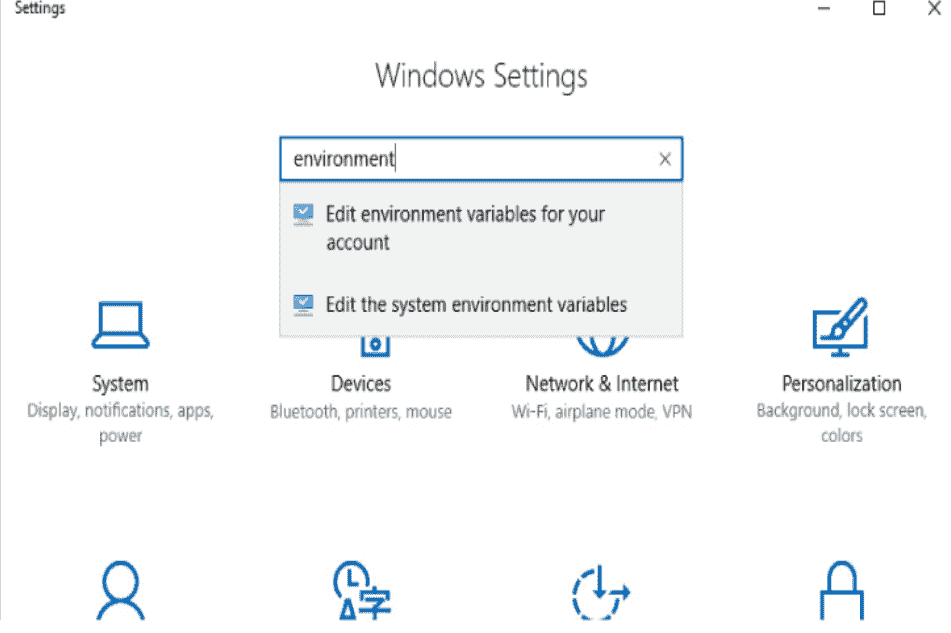 Settings
Windows Settings
environment
Edit environment variables for your
account
Edit the system environment variables
System
Display, notifications, apps,
power
Devices
Bluetooth, printers, mouse
Network & Internet
Wi-Fi, airplane mode, VPN
Personalization
Background, lock screen,
colors
字